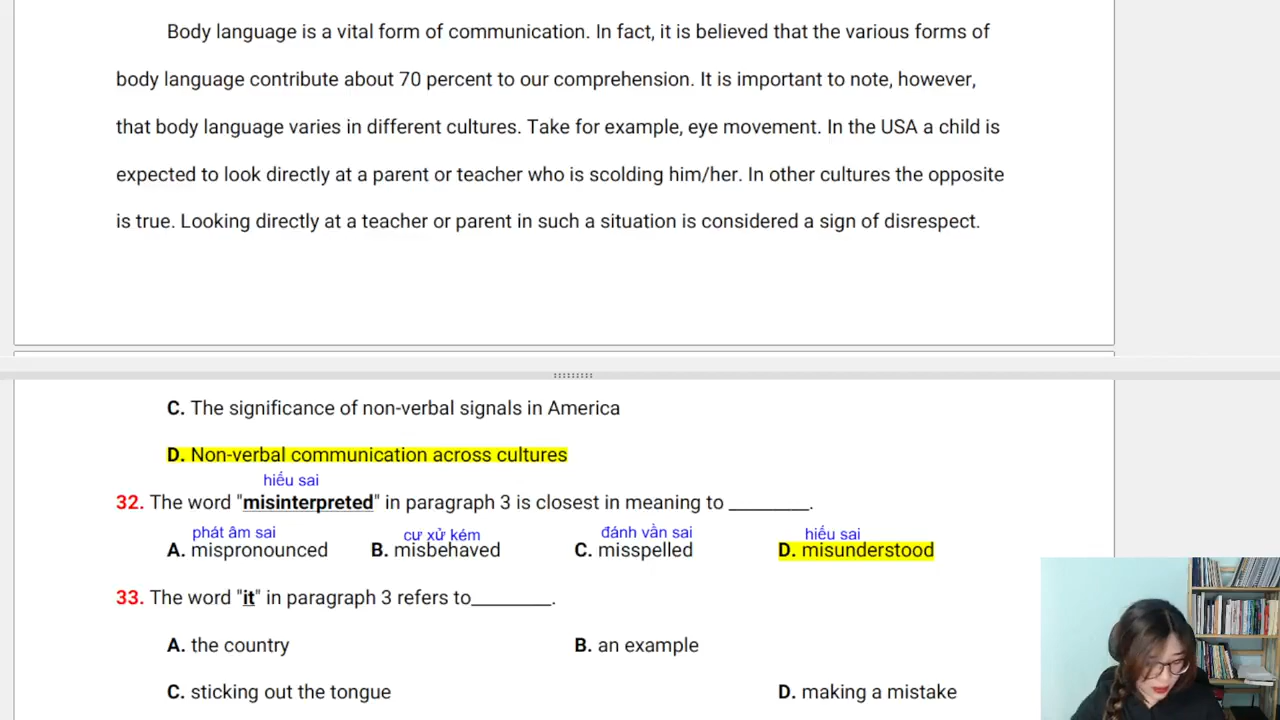 Body language is a vital form of communication. In fact, it is believed that the various forms of
body language contribute about 70 percent to our comprehension. It is important to note, however,
that body language varies in different cultures. Take for example, eye movement. In the USA a child is
expected to look directly at a parent or teacher who is scolding him/her. In other cultures the opposite
is true. Looking directly at a teacher or parent in such a situation is considered a sign of disrespect.
C. The significance of non-verbal signals in America
D. Non-verbal communication across cultures
hiểu sai
32. The word "misinterpreted" in paragraph 3 is closest in meaning to _________.
phát âm sai cư xử kém đánh vần sai hiểu sai
A. mispronounced B. misbehaved C. misspelled D. misunderstood
33. The word "it" in paragraph 3 refers to_________.
A. the country B. an example
C. sticking out the tongue D. making a mistake